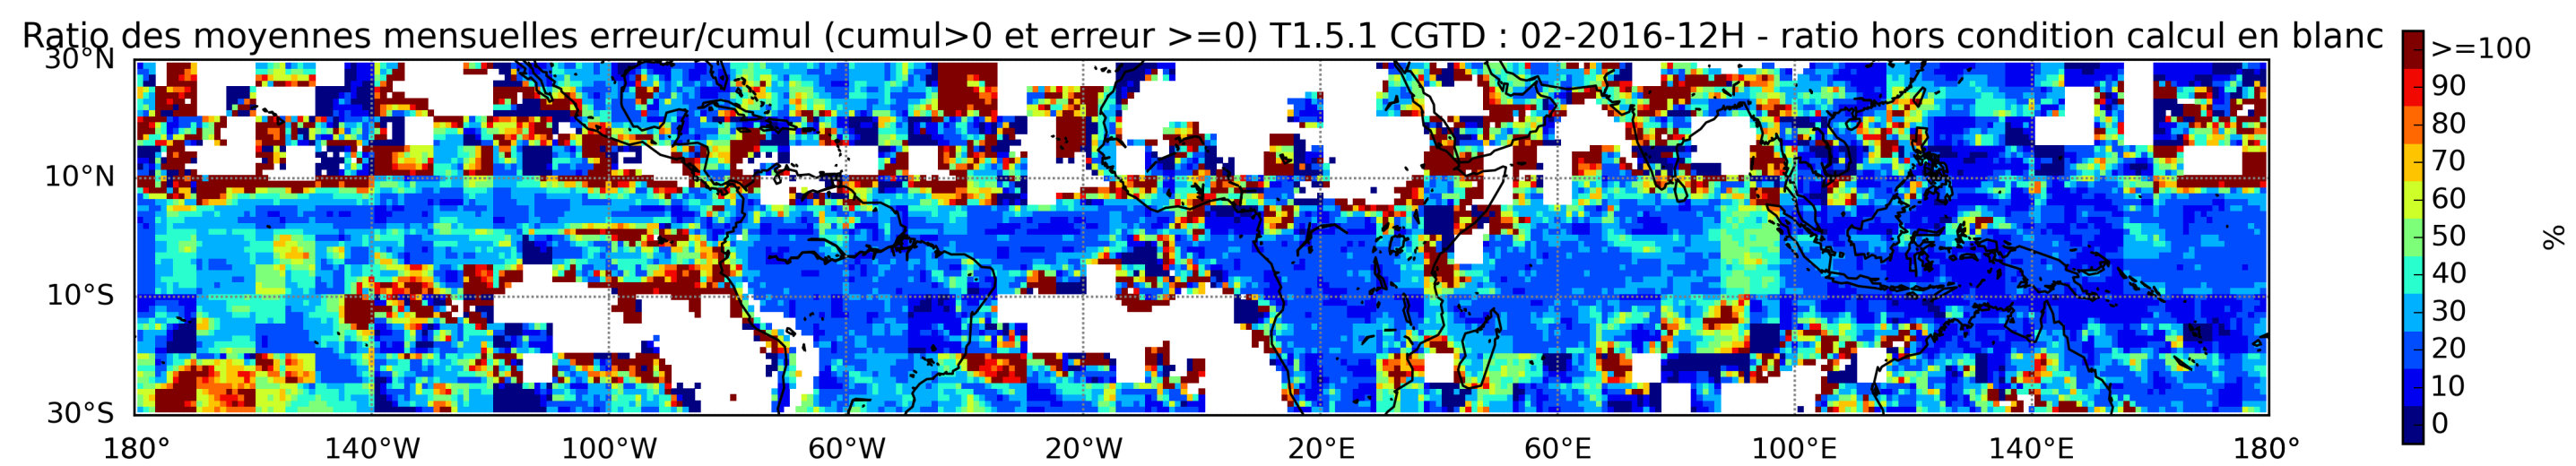 Ratio des moyennes mensuelles erreur/cumul (cumul>0 et erreur >=0) T1.5.1 CGTD : 02-2016-12H - ratio hors condition calcul en blanc
30°N
10°N
10°S
30°S
180° 140°W 100°W 60°W 20°W 20°E 60°E 100°E 140°E 180°
>=100
90
80
70
60
50
40
30
20
10
0
%